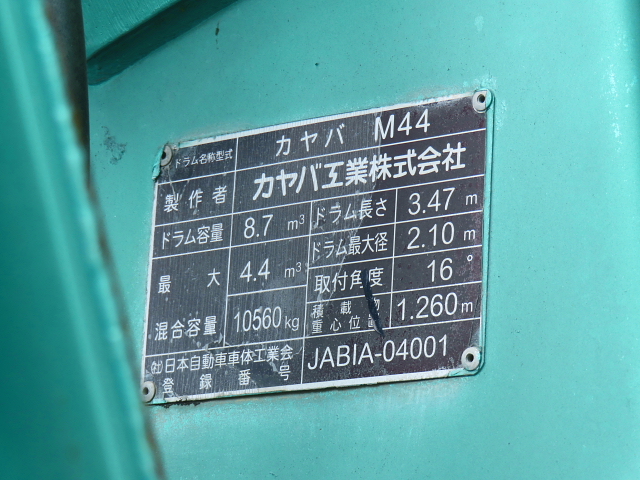 ドラム名称型式 カヤバ M44
製作者 カヤバ工業株式会社
ドラム容量 8.7 m³ ドラム長さ 3.47 m
ドラム最大径 2.10 m
最大 4.4 m³ 取付角度 16°
混合容量 10560kg 積載物
重心位置 1.260m
㈳日本自動車車体工業会
登録番号 JABIA-04001